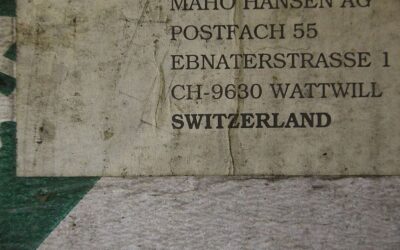 MAHO HANSEN AG
POSTFACH 55
EBNATERSTRASSE 1
CH-9630 WATTWILL
SWITZERLAND